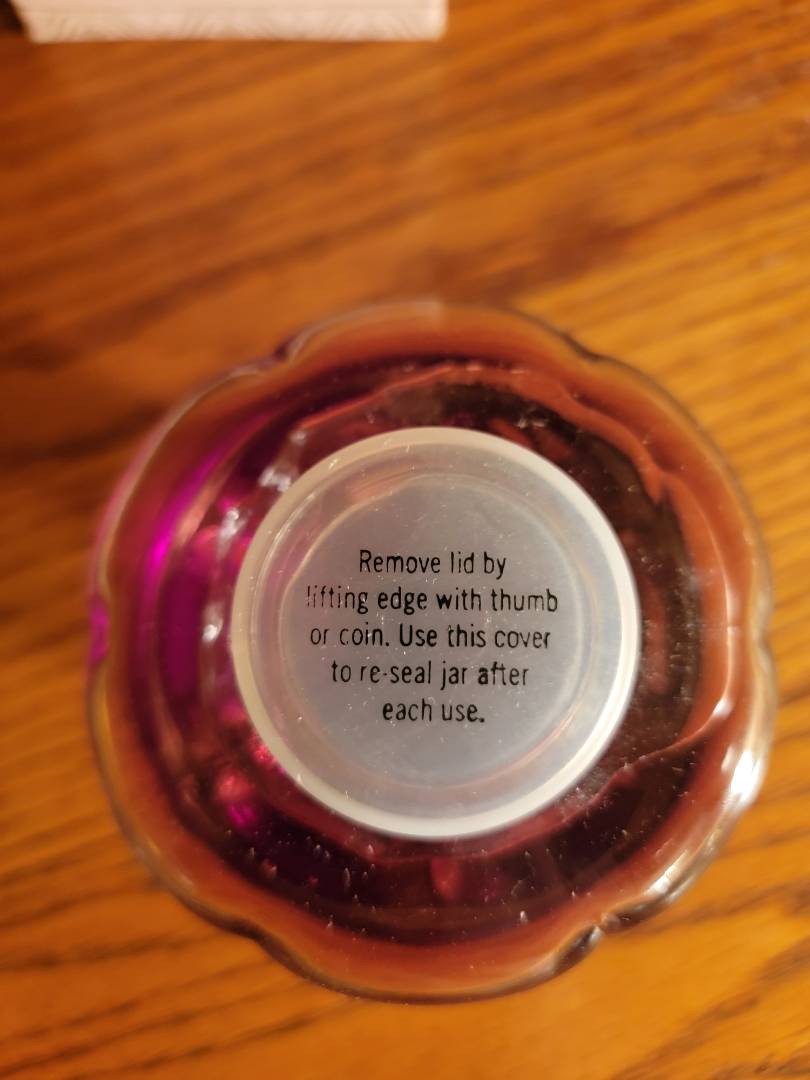 Remove lid by
lifting edge with thumb
or coin. Use this cover
to re-seal jar after
each use.